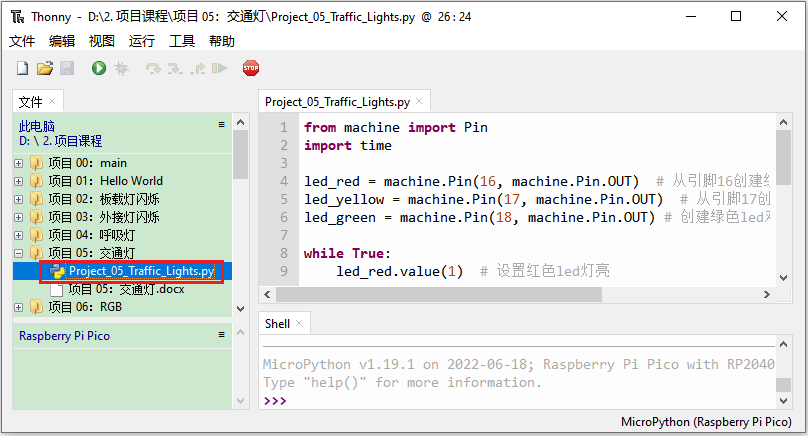 Thonny - D:\2. 项目课程\项目 05：交通灯\Project_05_Traffic_Lights.py @ 26 : 24
文件 编辑 视图 运行 工具 帮助
STOP
文件
此电脑
D: \ 2. 项目课程
项目 00：main
项目 01：Hello World
项目 02：板载灯闪烁
项目 03：外接灯闪烁
项目 04：呼吸灯
项目 05：交通灯
Project_05_Traffic_Lights.py
项目 05：交通灯.docx
项目 06：RGB
Raspberry Pi Pico
Project_05_Traffic_Lights.py
1 from machine import Pin
2 import time
3
4 led_red = machine.Pin(16, machine.Pin.OUT) # 从引脚16创建
5 led_yellow = machine.Pin(17, machine.Pin.OUT) # 从引脚17创
6 led_green = machine.Pin(18, machine.Pin.OUT) # 创建绿色led
7
8 while True:
9 led_red.value(1) # 设置红色led灯亮
Shell
MicroPython v1.19.1 on 2022-06-18; Raspberry Pi Pico with RP2040
Type "help()" for more information.
>>>
MicroPython (Raspberry Pi Pico)